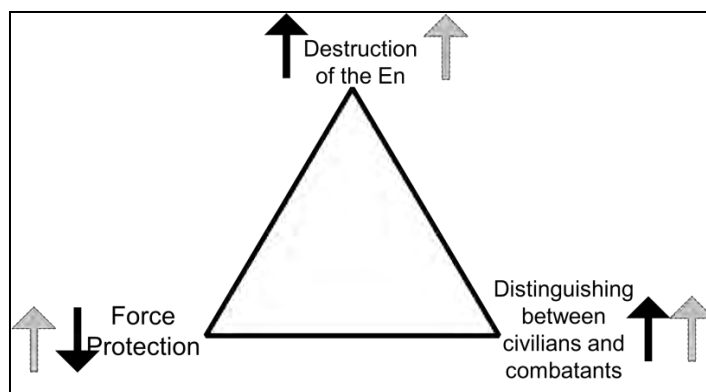 Destruction
of the En
Force
Protection
Distinguishing
between
civilians and
combatants